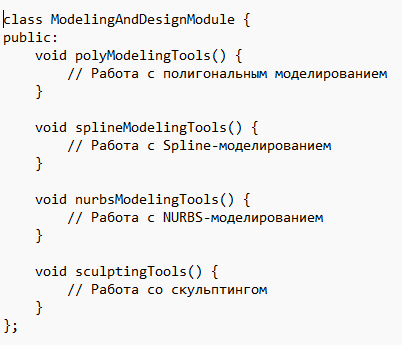 class ModelingAndDesignModule {
public:
    void polyModelingTools() {
        // Работа с полигональным моделированием
    }

    void splineModelingTools() {
        // Работа с Spline-моделированием
    }

    void nurbsModelingTools() {
        // Работа с NURBS-моделированием
    }

    void sculptingTools() {
        // Работа со скульптингом
    }
};